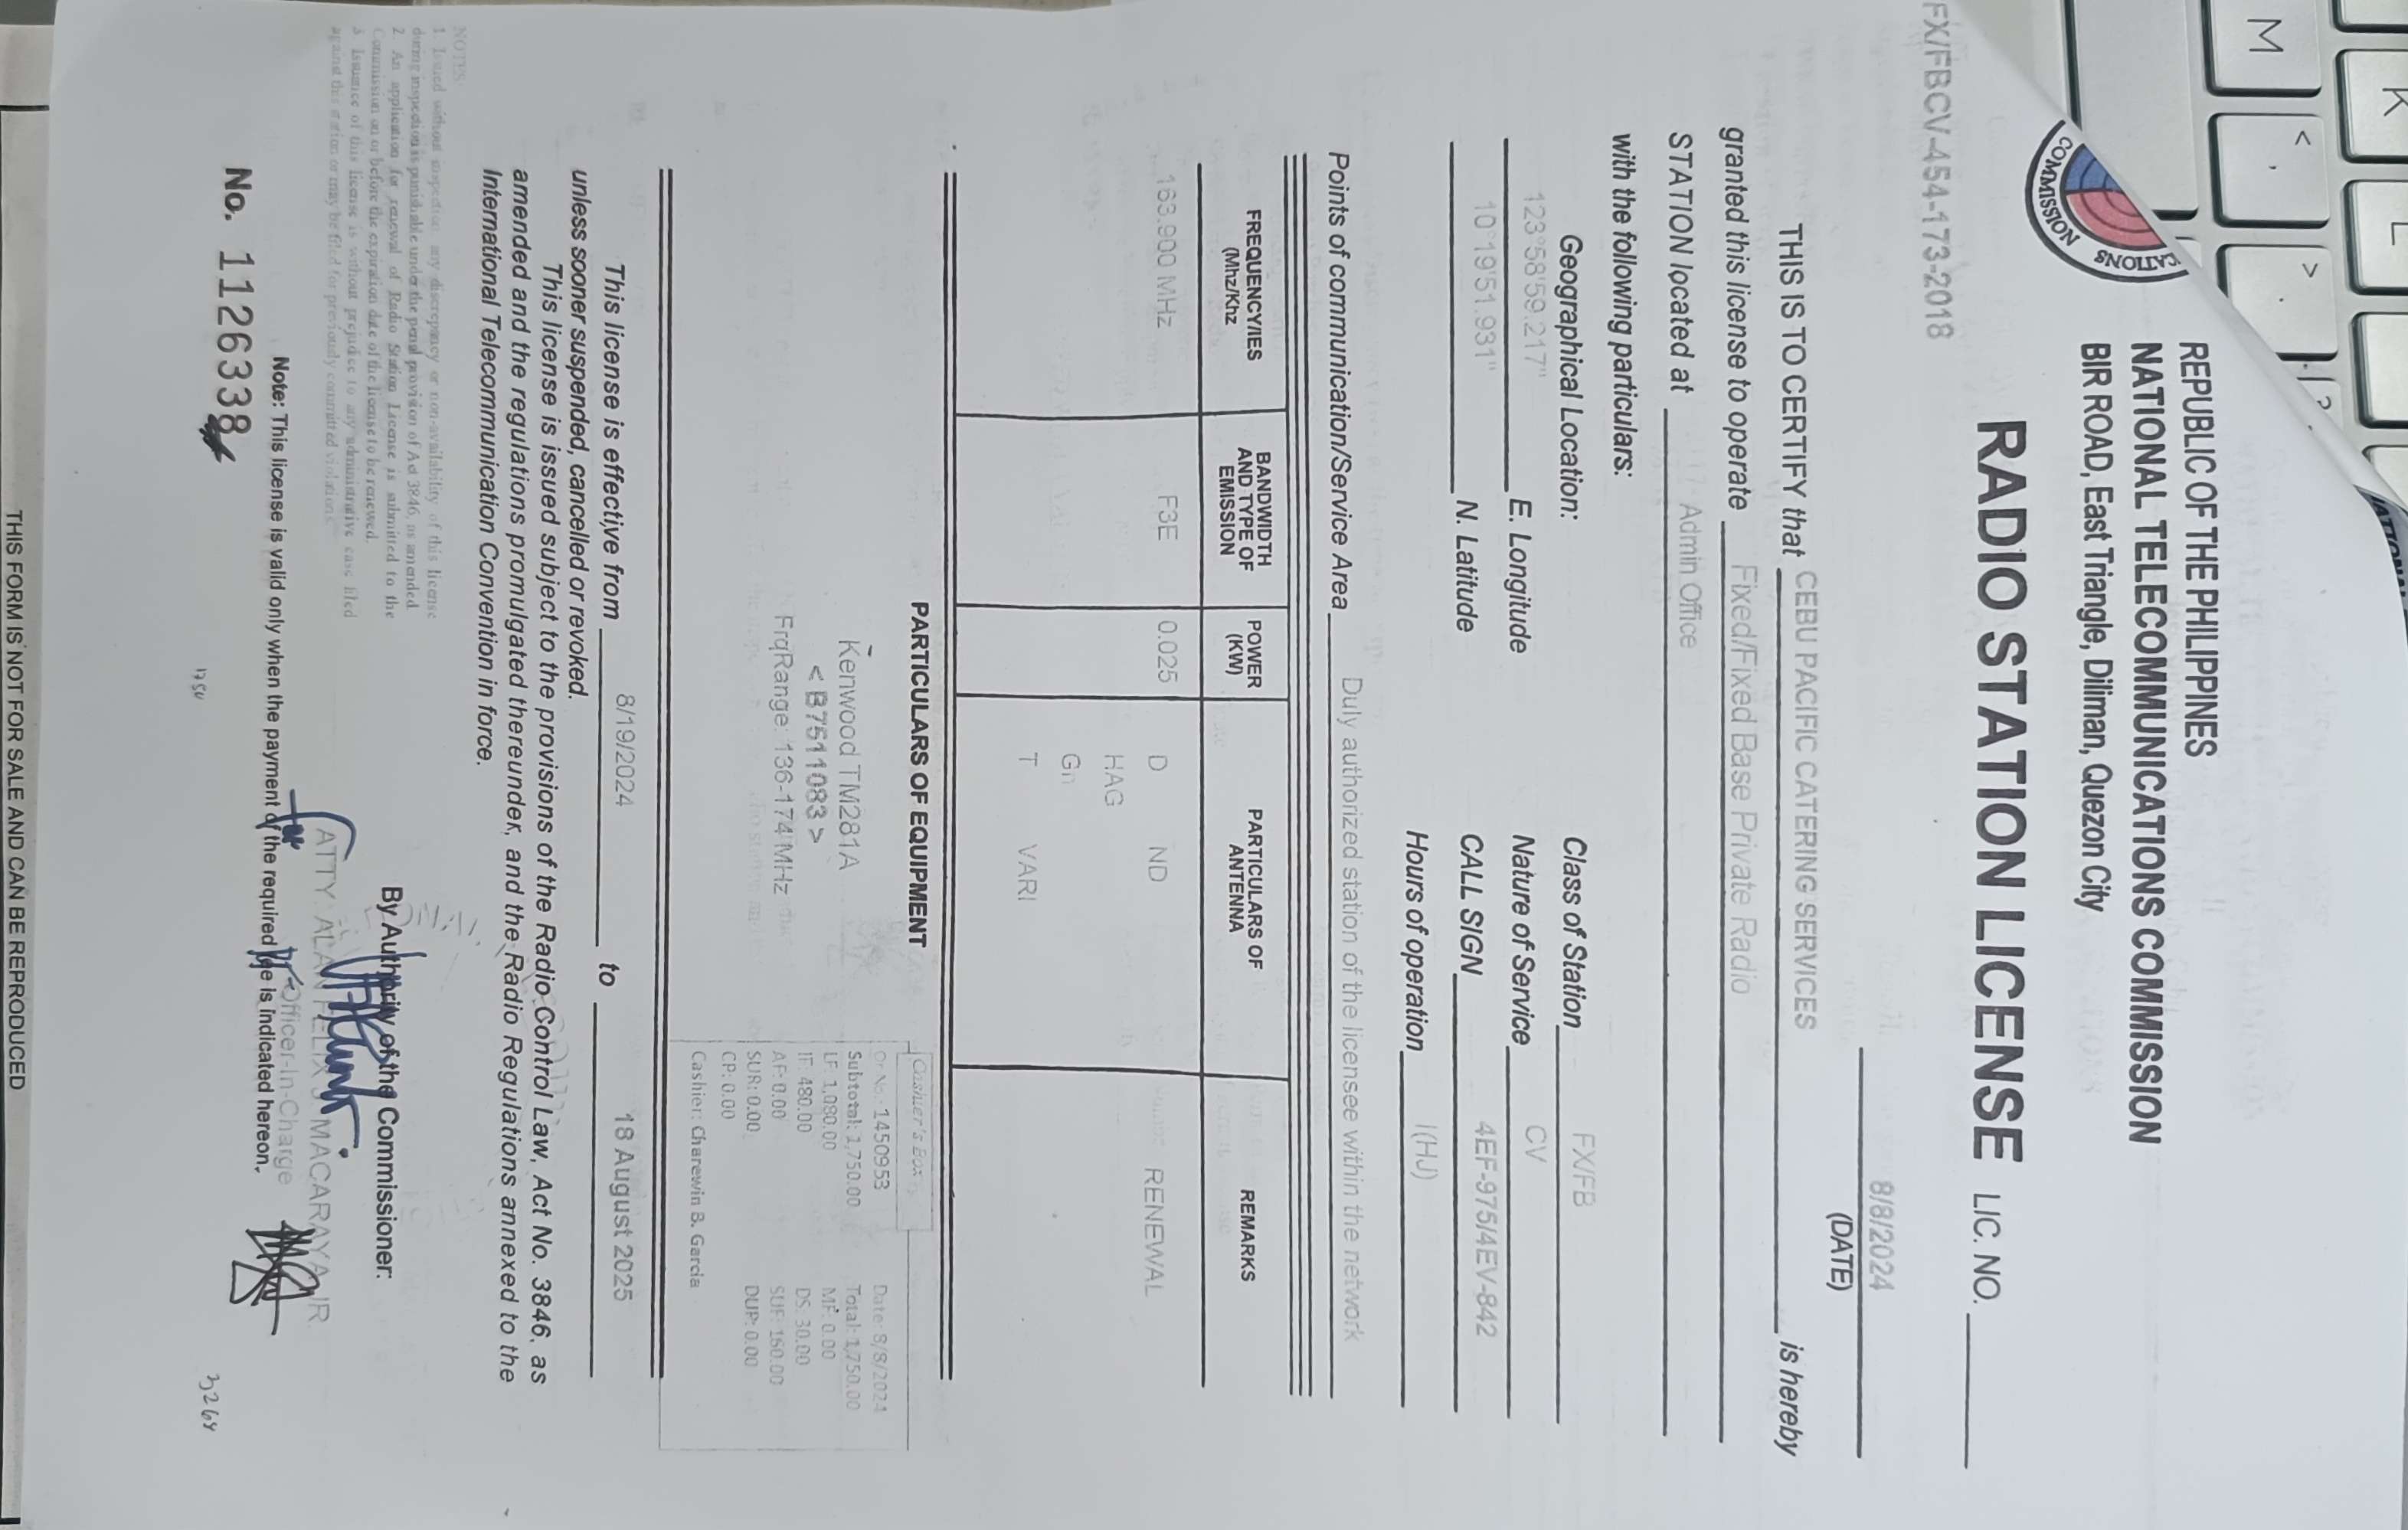 REPUBLIC OF THE PHILIPPINES
NATIONAL TELECOMMUNICATIONS COMMISSION
BIR ROAD, East Triangle, Diliman, Quezon City
CATIONS COMMISSION
RADIO STATION LICENSE LIC. NO.
FX/FBCV-454-173-2018
8/8/2024
(DATE)
THIS IS TO CERTIFY that CEBU PACIFIC CATERING SERVICES is hereby
granted this license to operate Fixed/Fixed Base Private Radio
STATION located at Admin Office
with the following particulars:
Geographical Location:
123°58'59.217" E. Longitude
10°19'51.931" N. Latitude
Class of Station FX/FB
Nature of Service CV
CALL SIGN 4EF-975/4EV-842
Hours of operation I(HJ)
Points of communication/Service Area Duly authorized station of the licensee within the network
FREQUENCY/IES (Mhz/Khz
BANDWIDTH AND TYPE OF EMISSION
POWER (KW)
PARTICULARS OF ANTENNA
REMARKS
163.900 MHz F3E 0.025 D ND RENEWAL
HAG
Gn
T VARI
PARTICULARS OF EQUIPMENT
Kenwood TM281A
< B7511083 >
FrqRange: 136-174 MHz
Cashier's Box
Or No.: 1450953 Date: 8/8/2024
Subtotal: 1,750.00 Total: 1,750.00
LF: 1,080.00 MF: 0.00
IF: 480.00 DS: 30.00
AF: 0.00 SUF: 160.00
SUR: 0.00 DUP: 0.00
CP: 0.00
Cashier: Charewin B. Garcia
This license is effective from 8/19/2024 to 18 August 2025
unless sooner suspended, cancelled or revoked.
This license is issued subject to the provisions of the Radio Control Law, Act No. 3846, as
amended and the regulations promulgated thereunder, and the Radio Regulations annexed to the
International Telecommunication Convention in force.
NOTES:
1. Issued without inspection any discrepancy or non-availability of this license
during inspection is punishable under the penal provision of Act 3846, as amended
2. An application for renewal of Radio Station License is submitted to the
Commission on or before the expiration date of the license to be renewed.
3. Issuance of this license is without prejudice to any administrative case filed
against this station or may be filed for previously committed violations
By Authority of the Commissioner:
for
ATTY. ALAN FELIX J. MACARAYA JR.
Officer-In-Charge
Note: This license is valid only when the payment of the required fee is indicated hereon.
No. 1126338
3264
THIS FORM IS NOT FOR SALE AND CAN BE REPRODUCED
M
K
L
<
,
>
.
?